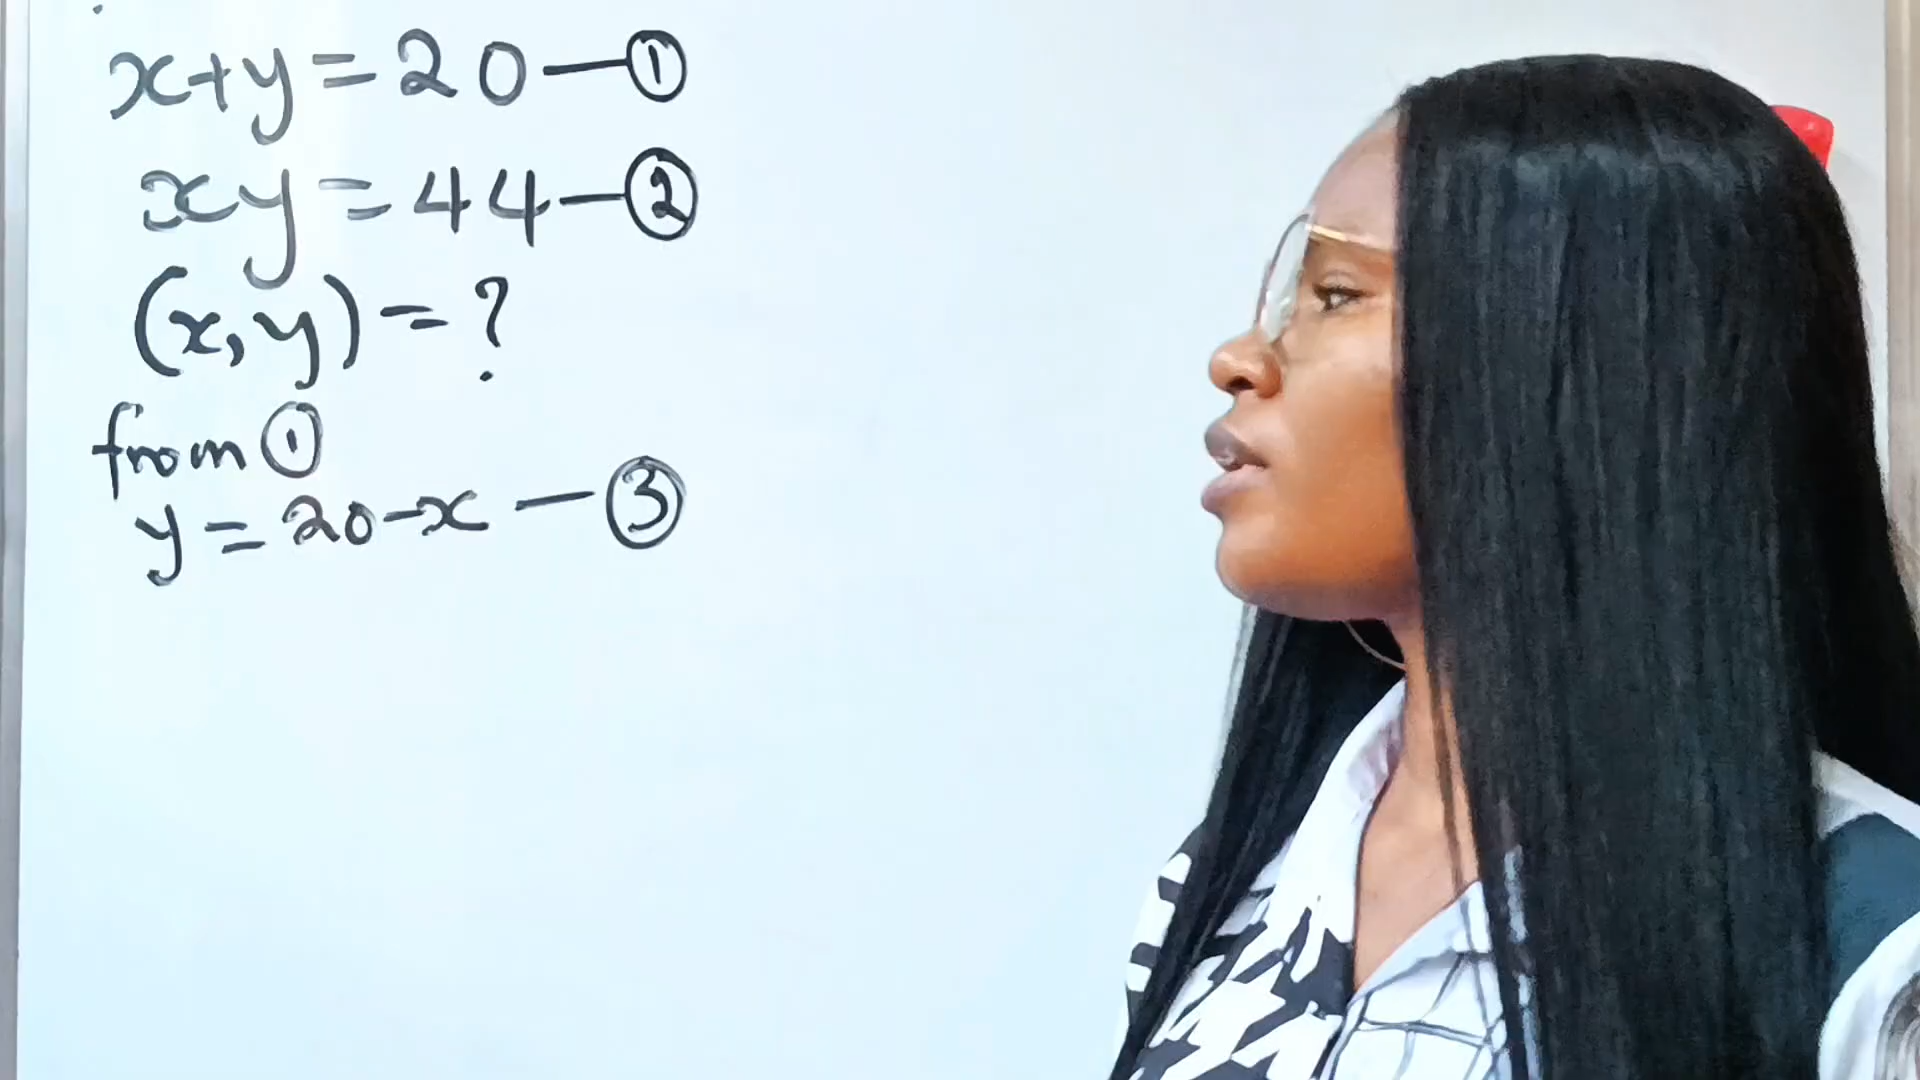 x+y=20—①
xy=44—②
(x,y)=?
from ①
y=20-x—③